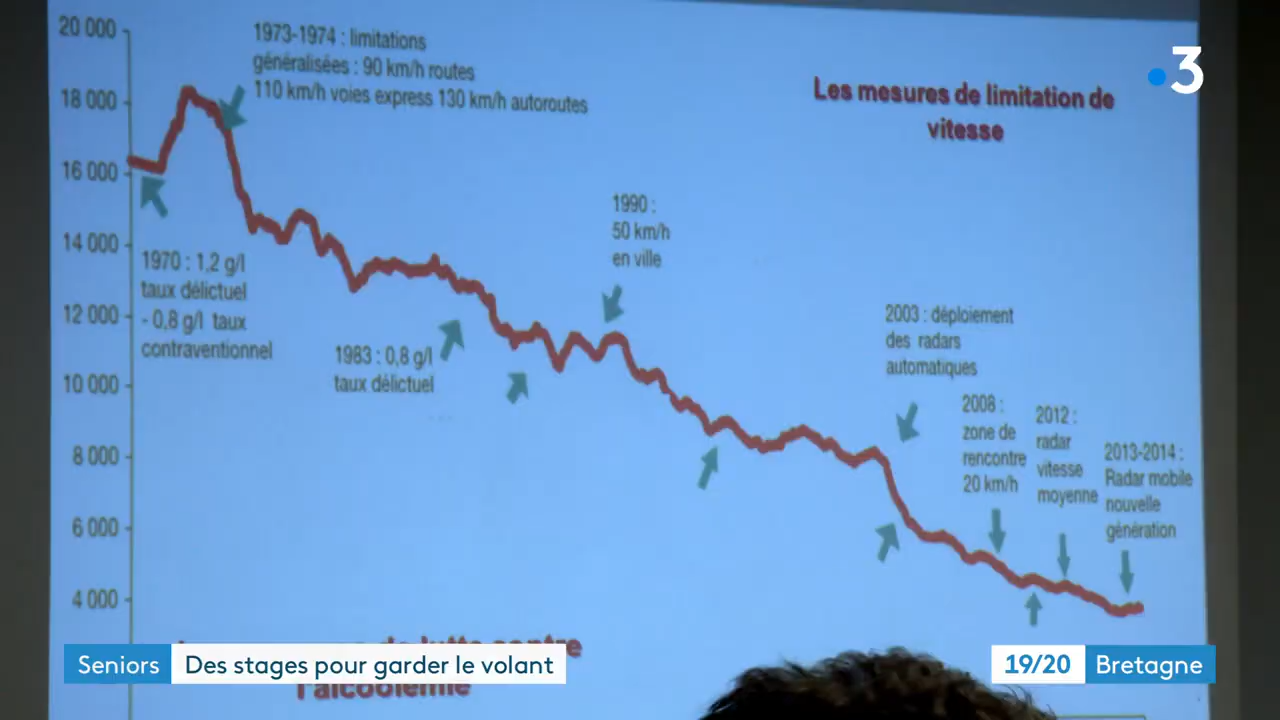 20 000
18 000
16 000
14 000
12 000
10 000
8 000
6 000
4 000
1973-1974 : limitations
généralisées : 90 km/h routes
110 km/h voies express 130 km/h autoroutes
Les mesures de limitation de
vitesse
3
1970 : 1,2 g/l
taux délictuel
- 0,8 g/l taux
contraventionnel
1983 : 0,8 g/l
taux délictuel
1990 :
50 km/h
en ville
2003 : déploiement
des radars
automatiques
2008 :
zone de
rencontre
20 km/h
2012 :
radar
vitesse
moyenne
2013-2014 :
Radar mobile
nouvelle
génération
de lutte contre
l'alcoolémie
Seniors Des stages pour garder le volant
19/20 Bretagne